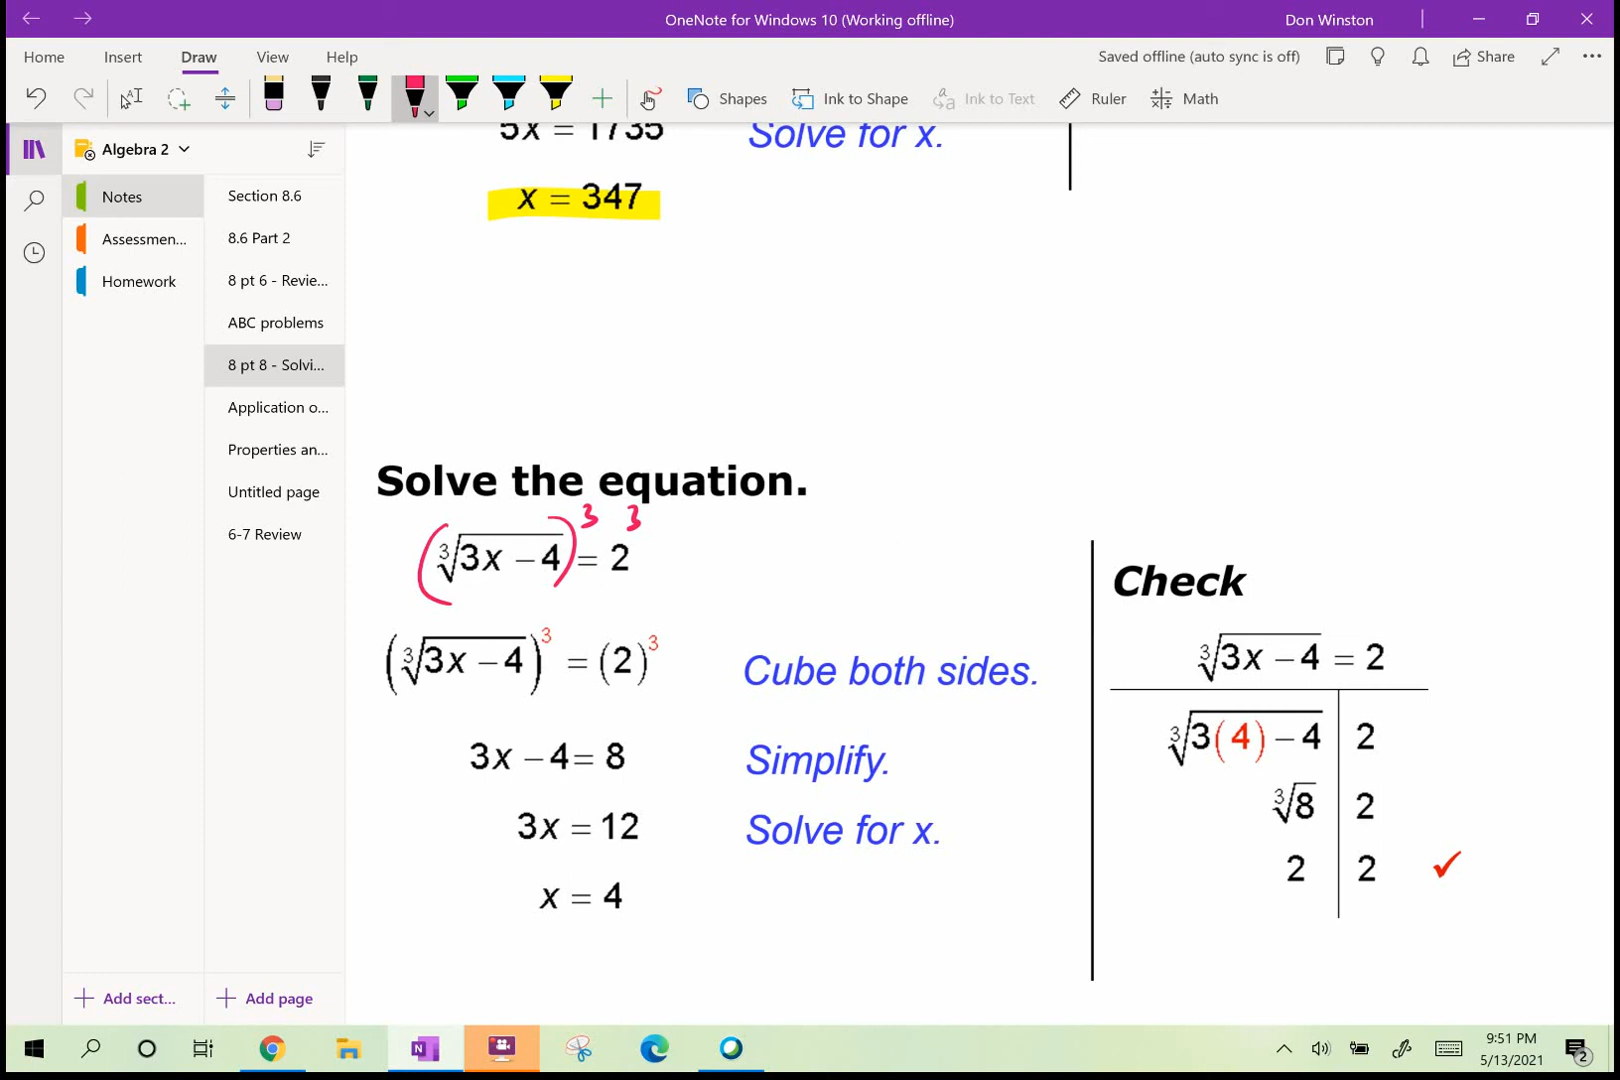 OneNote for Windows 10 (Working offline)
Don Winston
Home Insert Draw View Help
Saved offline (auto sync is off)
Share
Shapes Ink to Shape Ink to Text Ruler Math
Algebra 2
Notes
Assessmen...
Homework
Section 8.6
8.6 Part 2
8 pt 6 - Revie...
ABC problems
8 pt 8 - Solvi...
Application o...
Properties an...
Untitled page
6-7 Review
Add sect...
Add page
5x = 1735 Solve for x.
x = 347
Solve the equation.
(∛(3x − 4))³ = 2³
(∛(3x − 4))³ = (2)³ Cube both sides.
3x − 4 = 8 Simplify.
3x = 12 Solve for x.
x = 4
Check
∛(3x − 4) = 2
∛(3(4) − 4) 2
∛8 2
2 2 ✓
9:51 PM
5/13/2021
2